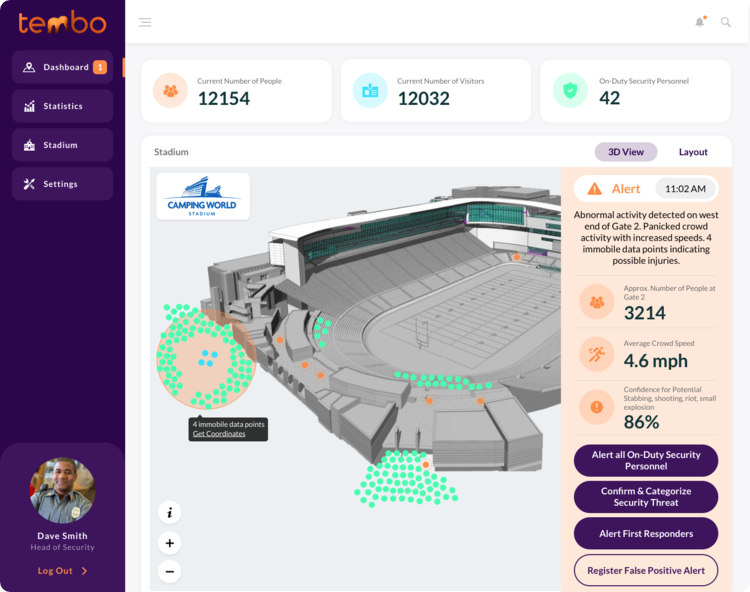 tembo
Dashboard 1
Statistics
Stadium
Settings
Dave Smith
Head of Security
Log Out
Current Number of People
12154
Current Number of Visitors
12032
On-Duty Security Personnel
42
Stadium
3D View
Layout
CAMPING WORLD
STADIUM
4 immobile data points
Get Coordinates
i
+
−
Alert
11:02 AM
Abnormal activity detected on west
end of Gate 2. Panicked crowd
activity with increased speeds. 4
immobile data points indicating
possible injuries.
Approx. Number of People at
Gate 2
3214
Average Crowd Speed
4.6 mph
Confidence for Potential
Stabbing, shooting, riot, small
explosion
86%
Alert all On-Duty Security
Personnel
Confirm & Categorize
Security Threat
Alert First Responders
Register False Positive Alert